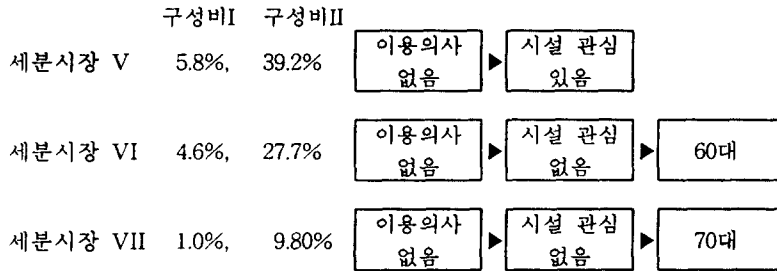 구성비I 구성비II
세분시장 V 5.8%, 39.2% 이용의사 없음 ▶ 시설 관심 있음
세분시장 VI 4.6%, 27.7% 이용의사 없음 ▶ 시설 관심 없음 ▶ 60대
세분시장 VII 1.0%, 9.80% 이용의사 없음 ▶ 시설 관심 없음 ▶ 70대